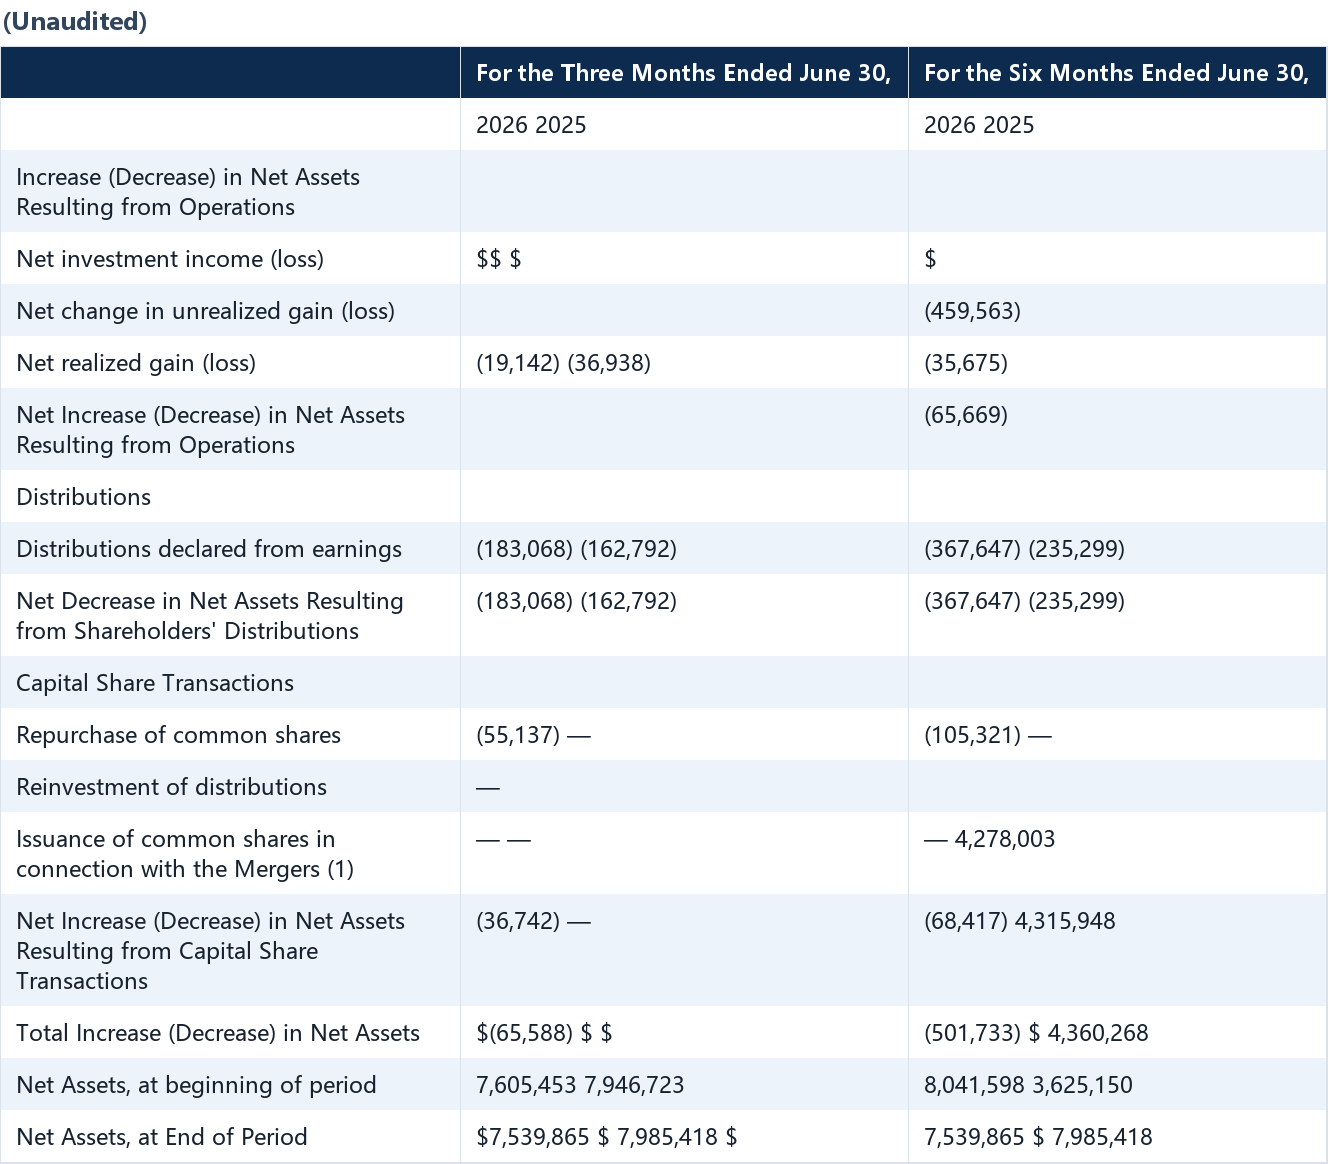 (Unaudited)
For the Three Months Ended June 30, For the Six Months Ended June 30,
2026 2025 2026 2025
Increase (Decrease) in Net Assets
Resulting from Operations
Net investment income (loss) $$ $ $
Net change in unrealized gain (loss) (459,563)
Net realized gain (loss) (19,142) (36,938) (35,675)
Net Increase (Decrease) in Net Assets (65,669)
Resulting from Operations
Distributions
Distributions declared from earnings (183,068) (162,792) (367,647) (235,299)
Net Decrease in Net Assets Resulting (183,068) (162,792) (367,647) (235,299)
from Shareholders' Distributions
Capital Share Transactions
Repurchase of common shares (55,137) — (105,321) —
Reinvestment of distributions —
Issuance of common shares in — — — 4,278,003
connection with the Mergers (1)
Net Increase (Decrease) in Net Assets (36,742) — (68,417) 4,315,948
Resulting from Capital Share
Transactions
Total Increase (Decrease) in Net Assets $(65,588) $ $ (501,733) $ 4,360,268
Net Assets, at beginning of period 7,605,453 7,946,723 8,041,598 3,625,150
Net Assets, at End of Period $7,539,865 $ 7,985,418 $ 7,539,865 $ 7,985,418